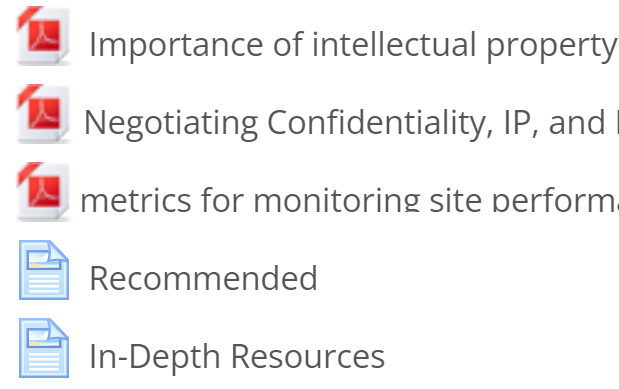 Importance of intellectual property
Negotiating Confidentiality, IP, and
metrics for monitoring site
Recommended
In-Depth Resources